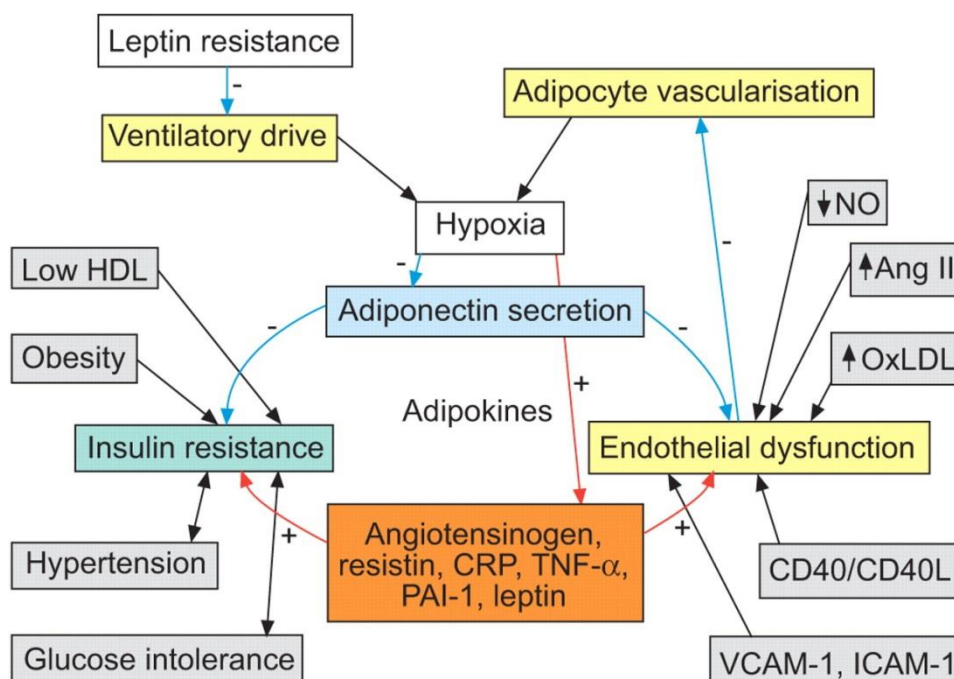 Leptin resistance
-
Adipocyte vascularisation
Ventilatory drive
↓NO
Hypoxia
-
-
↑Ang II
Low HDL
Adiponectin secretion
-
-
Obesity
↑OxLDL
+
Adipokines
Insulin resistance
Endothelial dysfunction
+
+
Angiotensinogen,
resistin, CRP, TNF-α,
PAI-1, leptin
Hypertension
CD40/CD40L
Glucose intolerance
VCAM-1, ICAM-1